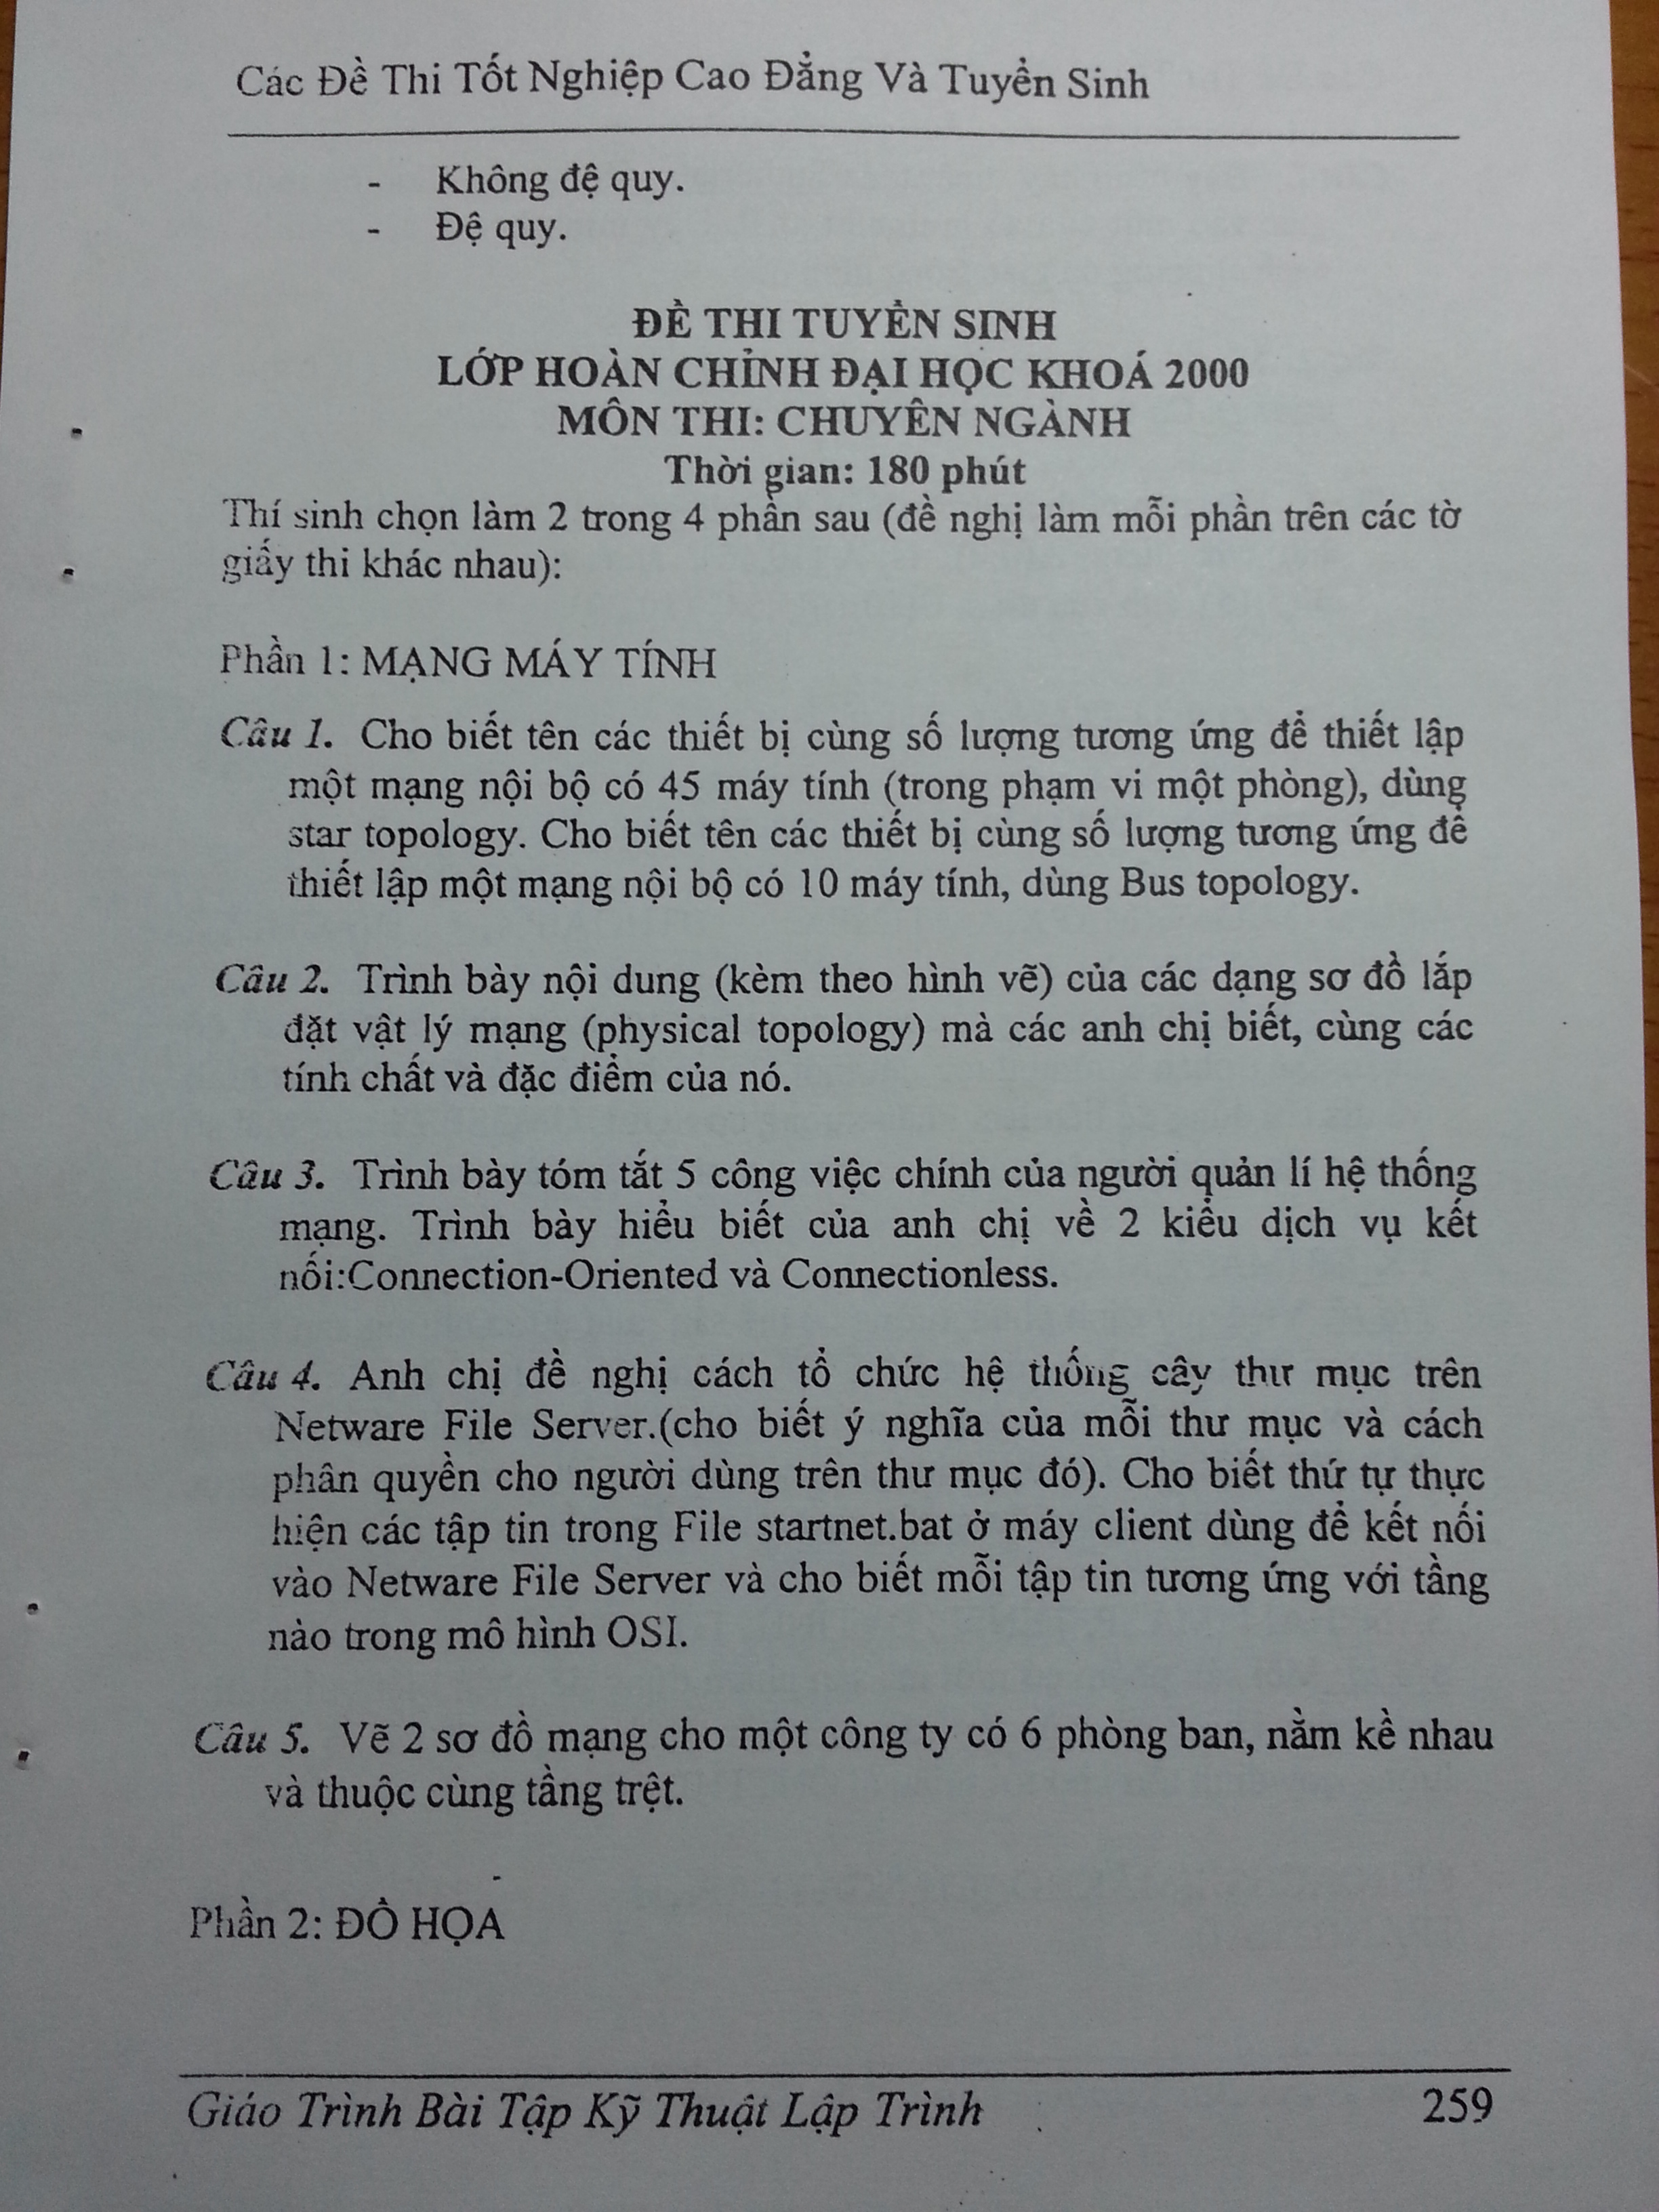 Các Đề Thi Tốt Nghiệp Cao Đẳng Và Tuyển Sinh
- Không đệ quy.
- Đệ quy.
ĐỀ THI TUYỂN SINH
LỚP HOÀN CHỈNH ĐẠI HỌC KHOÁ 2000
MÔN THI: CHUYÊN NGÀNH
Thời gian: 180 phút
Thí sinh chọn làm 2 trong 4 phần sau (đề nghị làm mỗi phần trên các tờ
giấy thi khác nhau):
Phần 1: MẠNG MÁY TÍNH
Câu 1. Cho biết tên các thiết bị cùng số lượng tương ứng để thiết lập
một mạng nội bộ có 45 máy tính (trong phạm vi một phòng), dùng
star topology. Cho biết tên các thiết bị cùng số lượng tương ứng để
thiết lập một mạng nội bộ có 10 máy tính, dùng Bus topology.
Câu 2. Trình bày nội dung (kèm theo hình vẽ) của các dạng sơ đồ lắp
đặt vật lý mạng (physical topology) mà các anh chị biết, cùng các
tính chất và đặc điểm của nó.
Câu 3. Trình bày tóm tắt 5 công việc chính của người quản lí hệ thống
mạng. Trình bày hiểu biết của anh chị về 2 kiểu dịch vụ kết
nối:Connection-Oriented và Connectionless.
Câu 4. Anh chị đề nghị cách tổ chức hệ thống cây thư mục trên
Netware File Server.(cho biết ý nghĩa của mỗi thư mục và cách
phân quyền cho người dùng trên thư mục đó). Cho biết thứ tự thực
hiện các tập tin trong File startnet.bat ở máy client dùng để kết nối
vào Netware File Server và cho biết mỗi tập tin tương ứng với tầng
nào trong mô hình OSI.
Câu 5. Vẽ 2 sơ đồ mạng cho một công ty có 6 phòng ban, nằm kề nhau
và thuộc cùng tầng trệt.
Phần 2: ĐỒ HỌA
Giáo Trình Bài Tập Kỹ Thuật Lập Trình 259